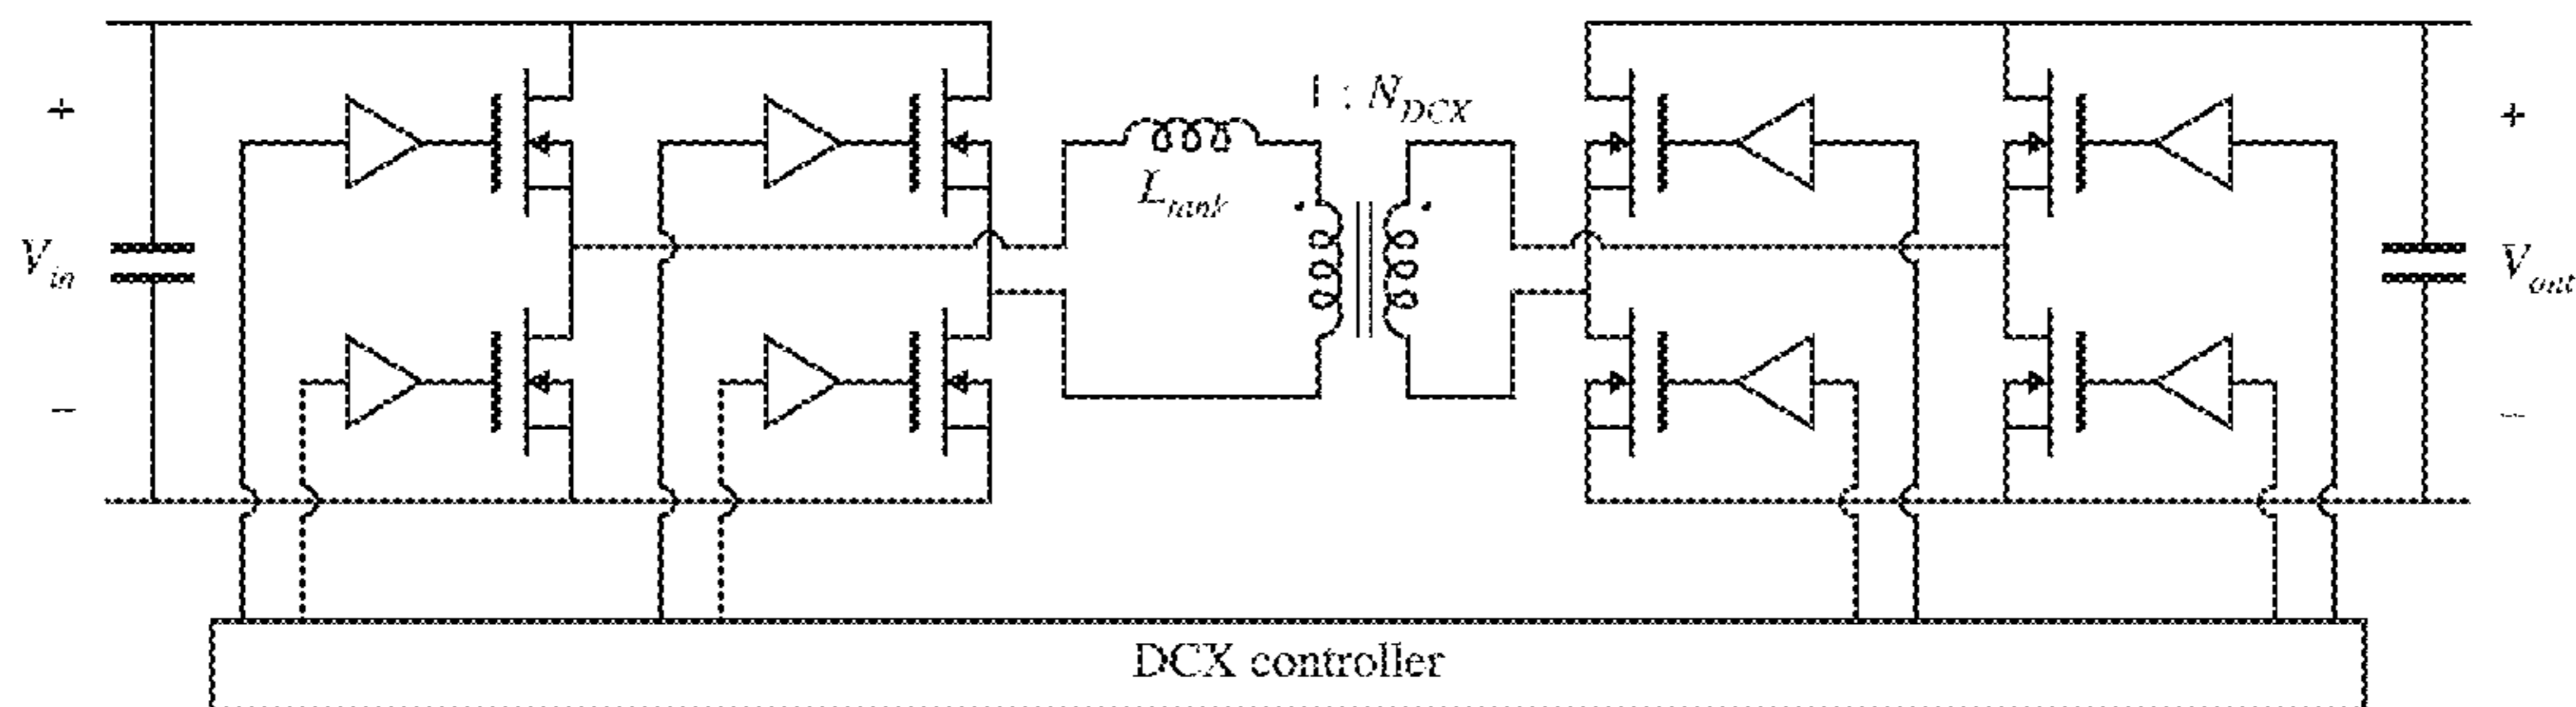 1 : N_DCX
+
+
L_tank
V_in
V_out
−
−
DCX controller